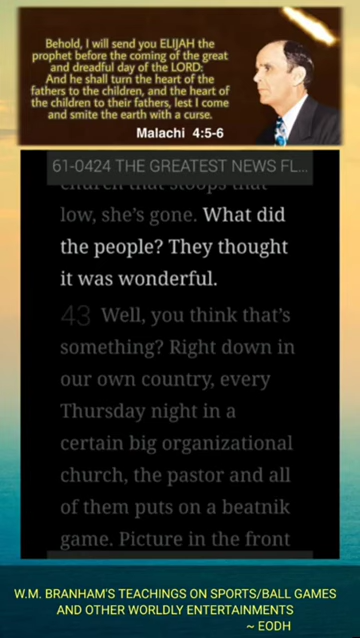 Behold, I will send you ELIJAH the
prophet before the coming of the great
and dreadful day of the LORD:
And he shall turn the heart of the
fathers to the children, and the heart of
the children to their fathers, lest I come
and smite the earth with a curse.
Malachi 4:5-6
61-0424 THE GREATEST NEWS FL...
church that stoops that
low, she's gone. What did
the people? They thought
it was wonderful.
43 Well, you think that's
something? Right down in
our own country, every
Thursday night in a
certain big organizational
church, the pastor and all
of them puts on a beatnik
game. Picture in the front
W.M. BRANHAM'S TEACHINGS ON SPORTS/BALL GAMES
AND OTHER WORLDLY ENTERTAINMENTS
~ EODH